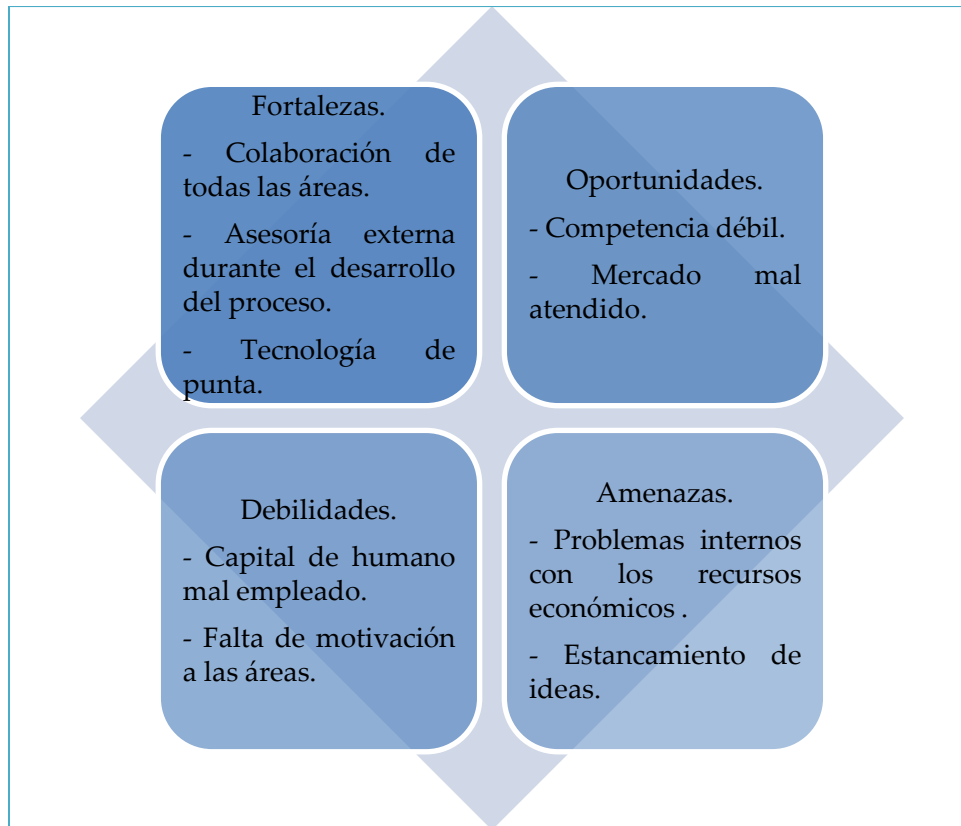 Fortalezas.
- Colaboración de
todas las áreas.
- Asesoría externa
durante el desarrollo
del proceso.
- Tecnología de
punta.
Oportunidades.
- Competencia débil.
- Mercado mal
atendido.
Debilidades.
- Capital de humano
mal empleado.
- Falta de motivación
a las áreas.
Amenazas.
- Problemas internos
con los recursos
económicos .
- Estancamiento de
ideas.